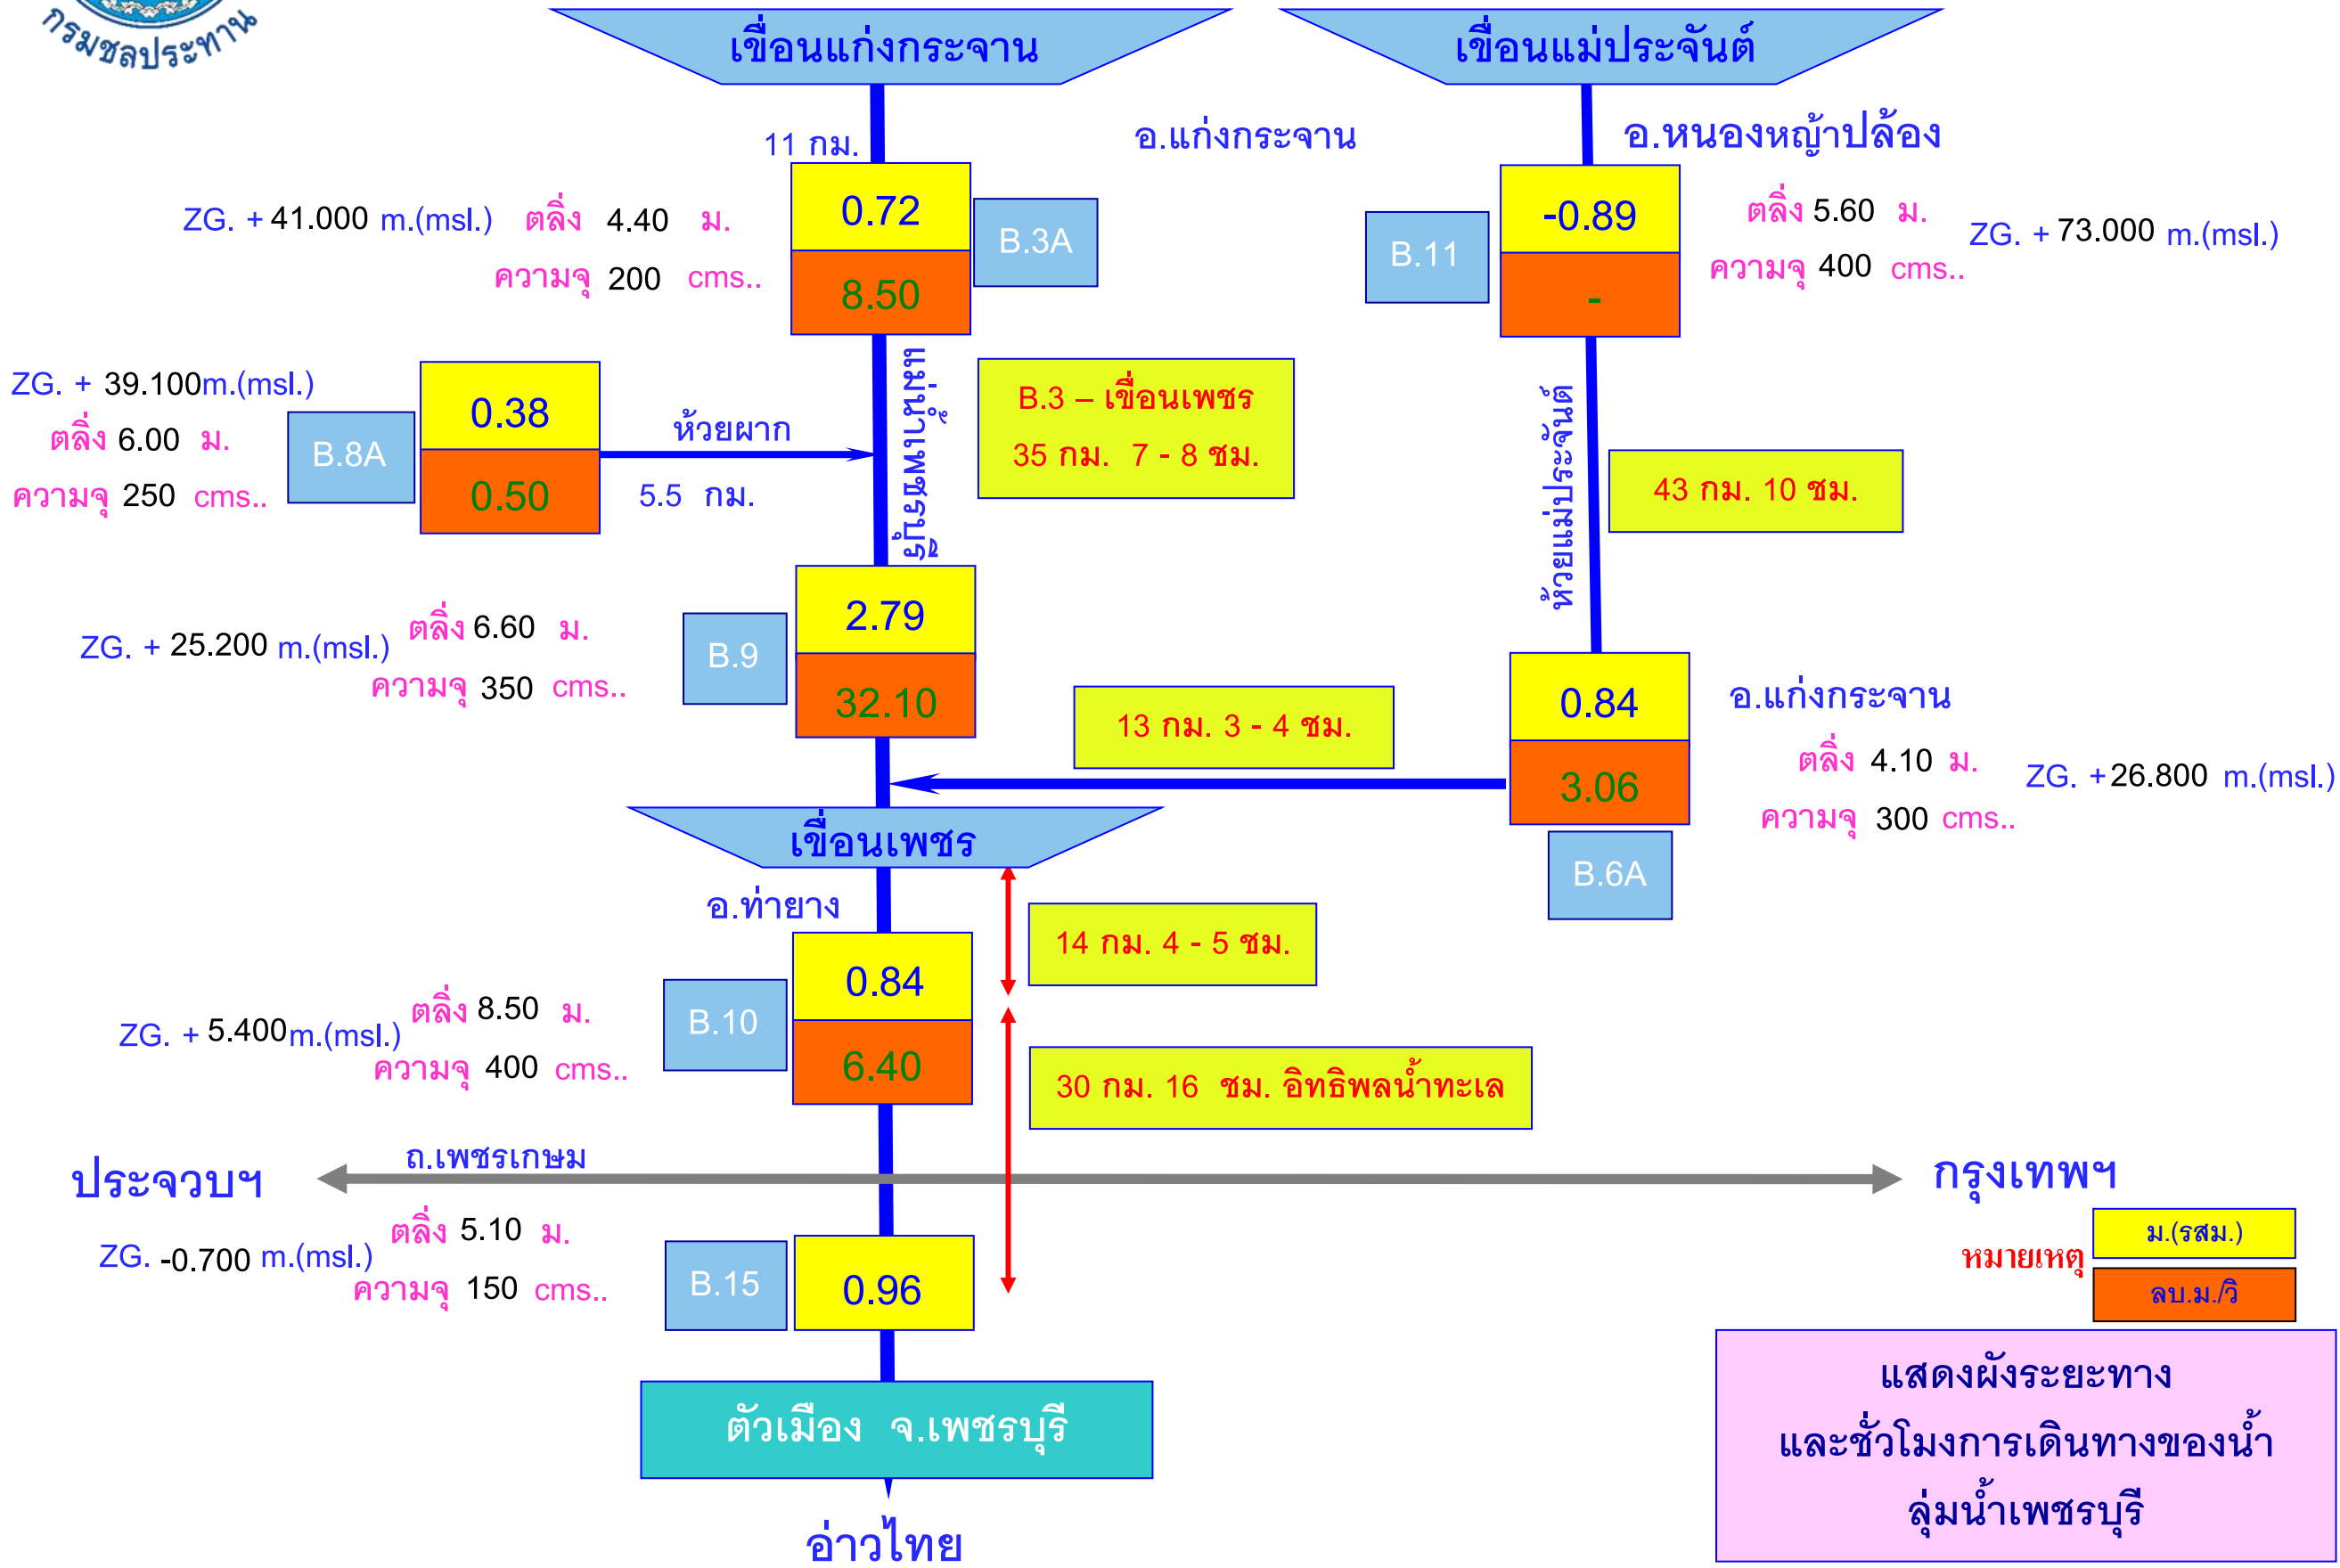 กรมชลประทาน
เขื่อนแก่งกระจาน
เขื่อนแม่ประจันต์
11 กม.
อ.แก่งกระจาน
อ.หนองหญ้าปล้อง
ZG. + 41.000 m.(msl.)
ตลิ่ง 4.40 ม.
ความจุ 200 cms..
0.72
8.50
B.3A
B.11
-0.89
-
ตลิ่ง 5.60 ม.
ความจุ 400 cms..
ZG. + 73.000 m.(msl.)
ZG. + 39.100m.(msl.)
ตลิ่ง 6.00 ม.
ความจุ 250 cms..
B.8A
0.38
0.50
ห้วยผาก
5.5 กม.
แม่น้ำเพชรบุรี
B.3 – เขื่อนเพชร
35 กม. 7 - 8 ชม.
ห้วยแม่ประจันต์
43 กม. 10 ชม.
ZG. + 25.200 m.(msl.)
ตลิ่ง 6.60 ม.
ความจุ 350 cms..
B.9
2.79
32.10
13 กม. 3 - 4 ชม.
0.84
3.06
อ.แก่งกระจาน
ตลิ่ง 4.10 ม.
ความจุ 300 cms..
ZG. + 26.800 m.(msl.)
B.6A
เขื่อนเพชร
อ.ท่ายาง
14 กม. 4 - 5 ชม.
ZG. + 5.400m.(msl.)
ตลิ่ง 8.50 ม.
ความจุ 400 cms..
B.10
0.84
6.40
30 กม. 16 ชม. อิทธิพลน้ำทะเล
ประจวบฯ
ถ.เพชรเกษม
กรุงเทพฯ
ZG. -0.700 m.(msl.)
ตลิ่ง 5.10 ม.
ความจุ 150 cms..
B.15
0.96
หมายเหตุ
ม.(รสม.)
ลบ.ม./วิ
ตัวเมือง จ.เพชรบุรี
อ่าวไทย
แสดงผังระยะทาง
และชั่วโมงการเดินทางของน้ำ
ลุ่มน้ำเพชรบุรี